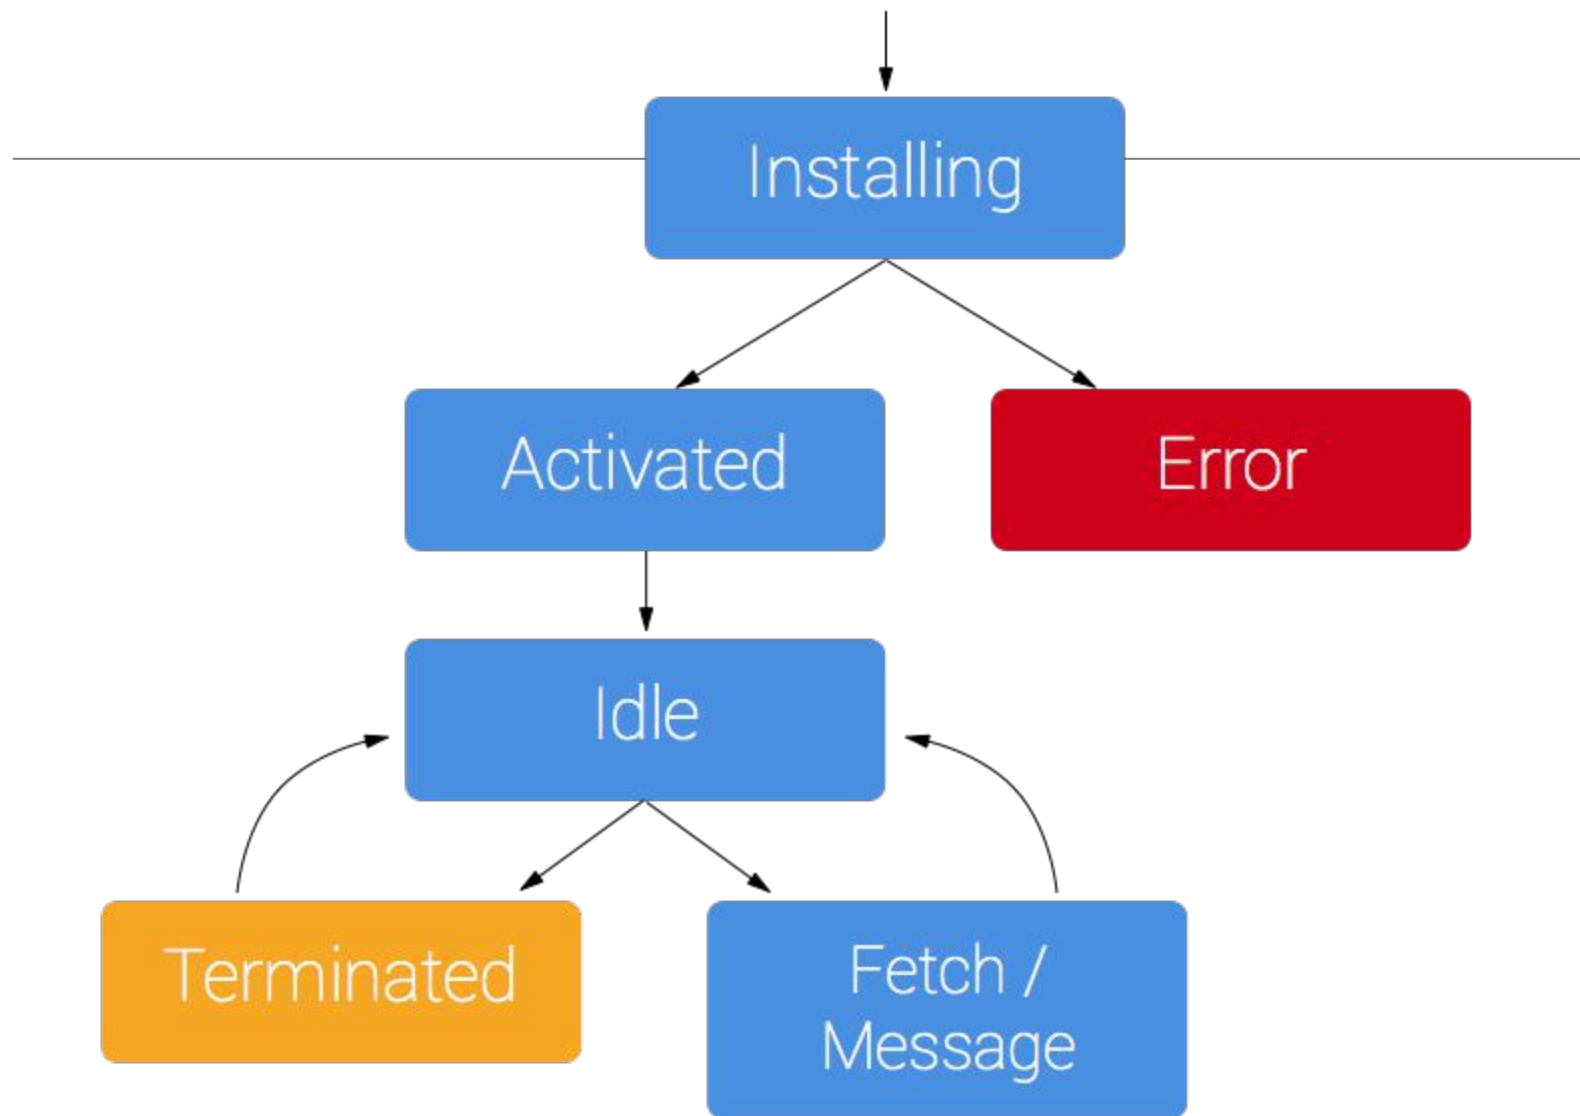 Installing
Activated
Error
Idle
Terminated
Fetch /
Message